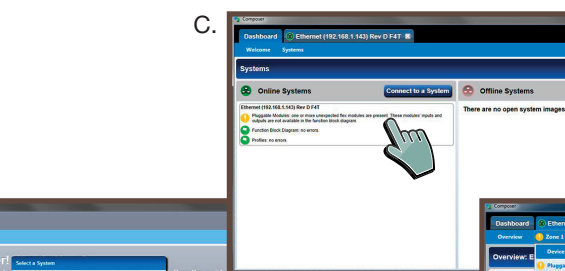 C.
Composer
Dashboard Ethernet (192.168.1.143) Rev D F4T
Welcome Systems
Systems
Online Systems Connect to a System
Ethernet (192.168.1.143) Rev D F4T
Pluggable Modules: one or more unexpected flex modules are present. These modules' inputs and
outputs are not available in the function block diagram.
Function Block Diagram: no errors.
Profiles: no errors.
Offline Systems
There are no open system images
r!
Select a System
Composer
Dashboard Ether
Overview Zone 1
Device
Overview: E
Plugga